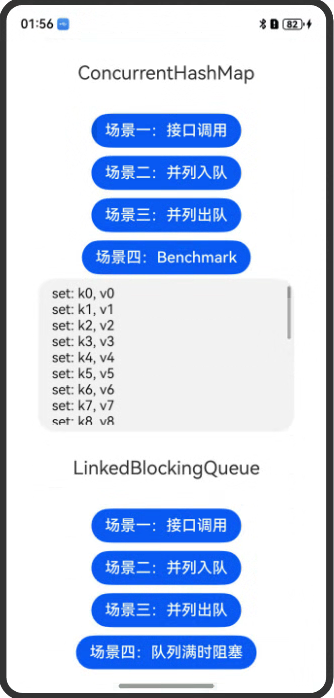 01:56
82
ConcurrentHashMap
场景一：接口调用
场景二：并列入队
场景三：并列出队
场景四：Benchmark
set: k0, v0
set: k1, v1
set: k2, v2
set: k3, v3
set: k4, v4
set: k5, v5
set: k6, v6
set: k7, v7
set: k8, v8
LinkedBlockingQueue
场景一：接口调用
场景二：并列入队
场景三：并列出队
场景四：队列满时阻塞